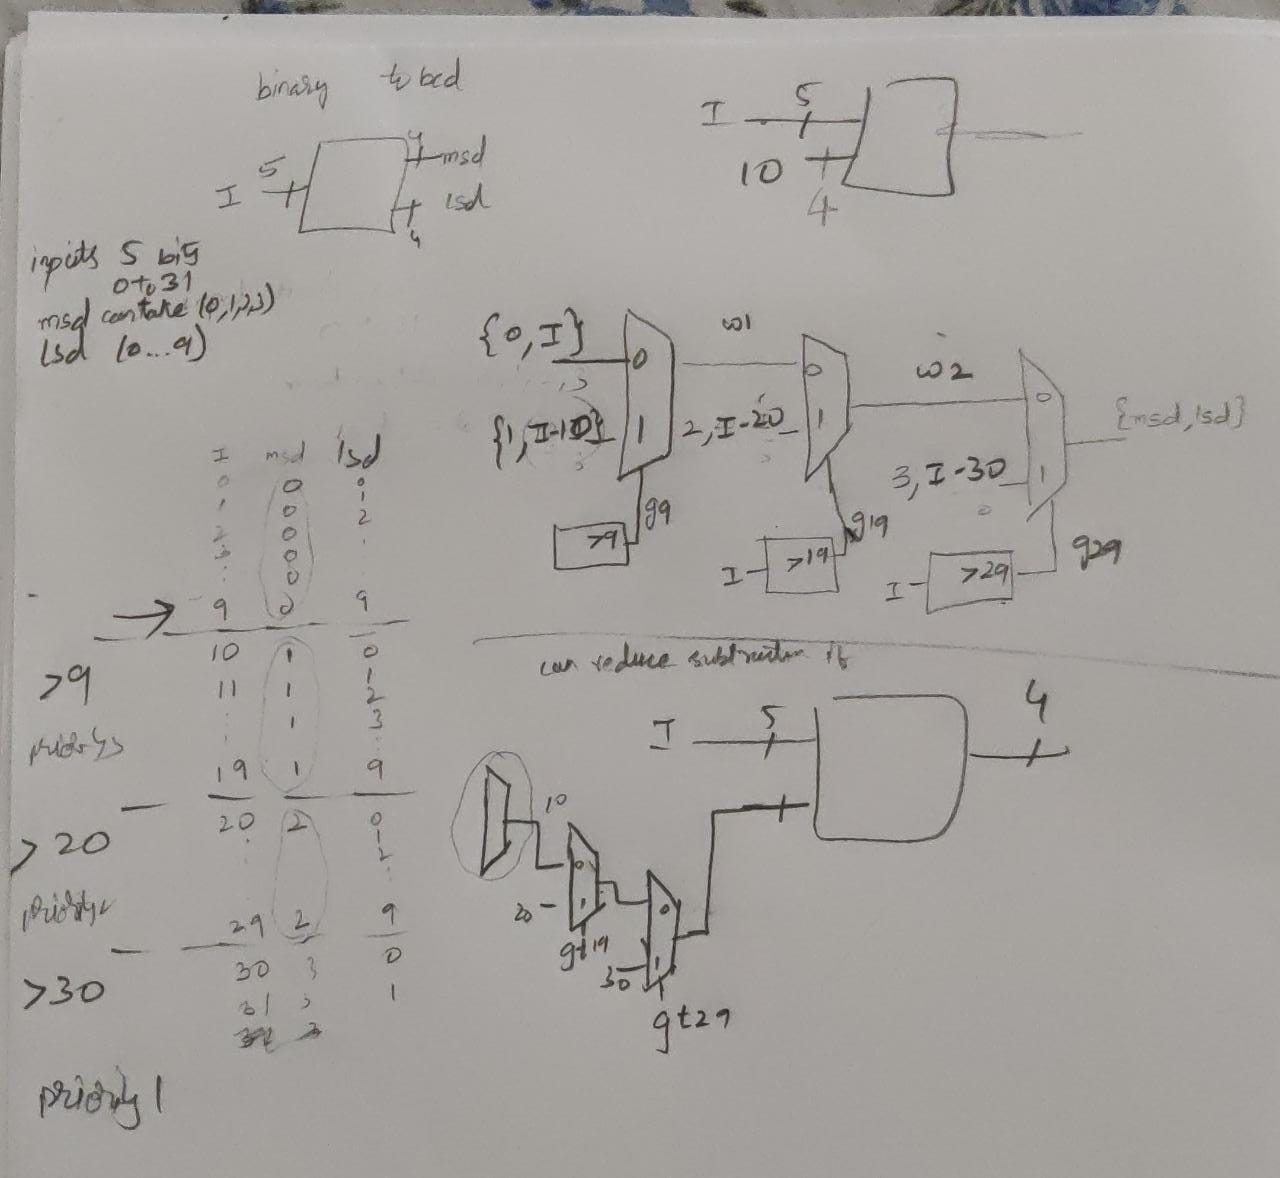 binary to bcd
I 5
4 msd
4 lsd
I 5
10
4
inputs 5 bits
0 to 31
msd can take (0,1,2,3)
lsd (0...9)
{0, I} 0
{1, I-10} 1
>9 g9
w1
0
2, I-20 1
I >19 g19
w2
0
3, I-30 1
I >29 g29
{msd, lsd}
I msd lsd
0 0 0
1 0 1
2 0 2
3 0 .
. 0
9 0 9
10 1 0
11 1 1
: 1 2
: 3
19 1 9
20 2 0
: 1
: 2
29 2 9
30 3 0
31 3 1
>9
priority 3
>20
priority 2
>30
priority 1
can reduce subtraction if
I 5
4
10
0
20 1
gt19
0
30 1
gt29